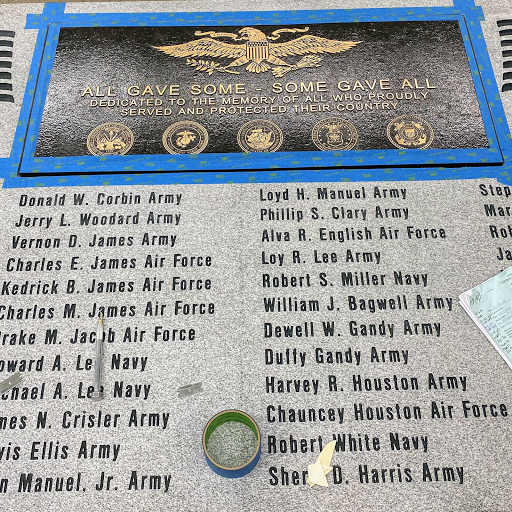 ALL GAVE SOME - SOME GAVE ALL
DEDICATED TO THE MEMORY OF ALL WHO PROUDLY
SERVED AND PROTECTED THEIR COUNTRY
Donald W. Corbin Army
Jerry L. Woodard Army
Vernon D. James Army
Charles E. James Air Force
Kedrick B. James Air Force
Charles M. James Air Force
M. Jacob Air Force
A. Lee Navy
A. Lee Navy
N. Crisler Army
Ellis Army
Manuel, Jr. Army
Loyd H. Manuel Army
Phillip S. Clary Army
Alva R. English Air Force
Loy R. Lee Army
Robert S. Miller Navy
William J. Bagwell Army
Dewell W. Gandy Army
Duffy Gandy Army
Harvey R. Houston Army
Chauncey Houston Air Force
Robert White Navy
D. Harris Army